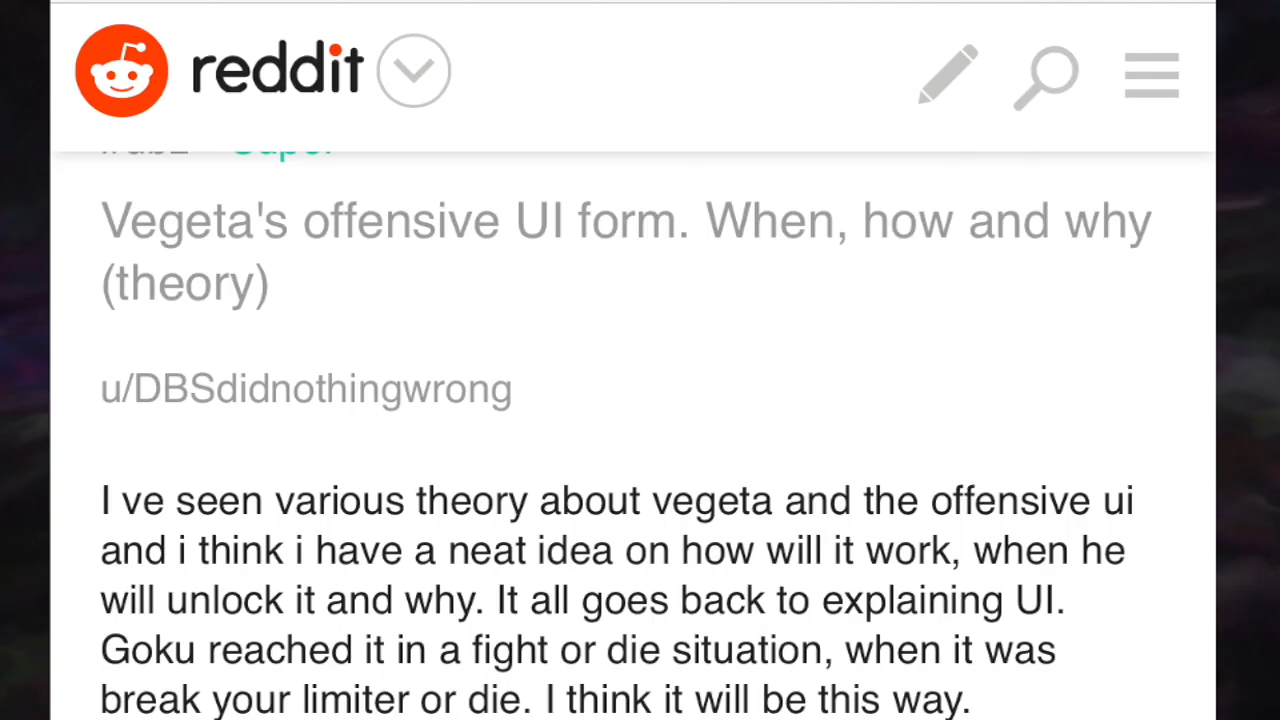 reddit
Vegeta's offensive UI form. When, how and why
(theory)
u/DBSdidnothingwrong
I ve seen various theory about vegeta and the offensive ui
and i think i have a neat idea on how will it work, when he
will unlock it and why. It all goes back to explaining UI.
Goku reached it in a fight or die situation, when it was
break your limiter or die. I think it will be this way.